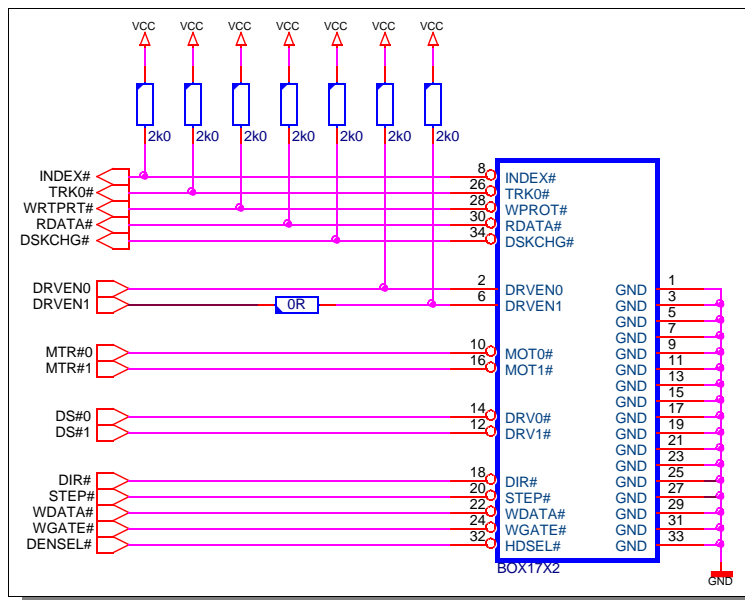 VCC VCC VCC VCC VCC VCC VCC
2k0 2k0 2k0 2k0 2k0 2k0 2k0
INDEX# 8 INDEX#
TRK0# 26 TRK0#
WRTPRT# 28 WPROT#
RDATA# 30 RDATA#
DSKCHG# 34 DSKCHG#
DRVEN0 2 DRVEN0 GND 1
DRVEN1 0R 6 DRVEN1 GND 3
GND 5
GND 7
MTR#0 10 MOT0# GND 9
MTR#1 16 MOT1# GND 11
GND 13
GND 15
DS#0 14 DRV0# GND 17
DS#1 12 DRV1# GND 19
GND 21
GND 23
DIR# 18 DIR# GND 25
STEP# 20 STEP# GND 27
WDATA# 22 WDATA# GND 29
WGATE# 24 WGATE# GND 31
DENSEL# 32 HDSEL# GND 33
BOX17X2
GND